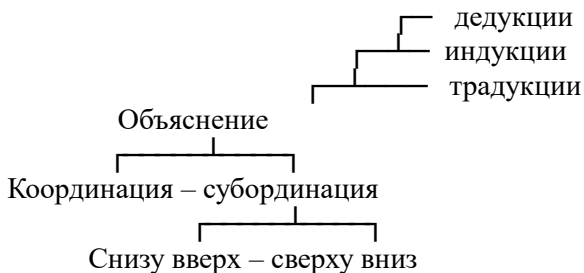 дедукции
индукции
традукции
Объяснение
Координация – субординация
Снизу вверх – сверху вниз